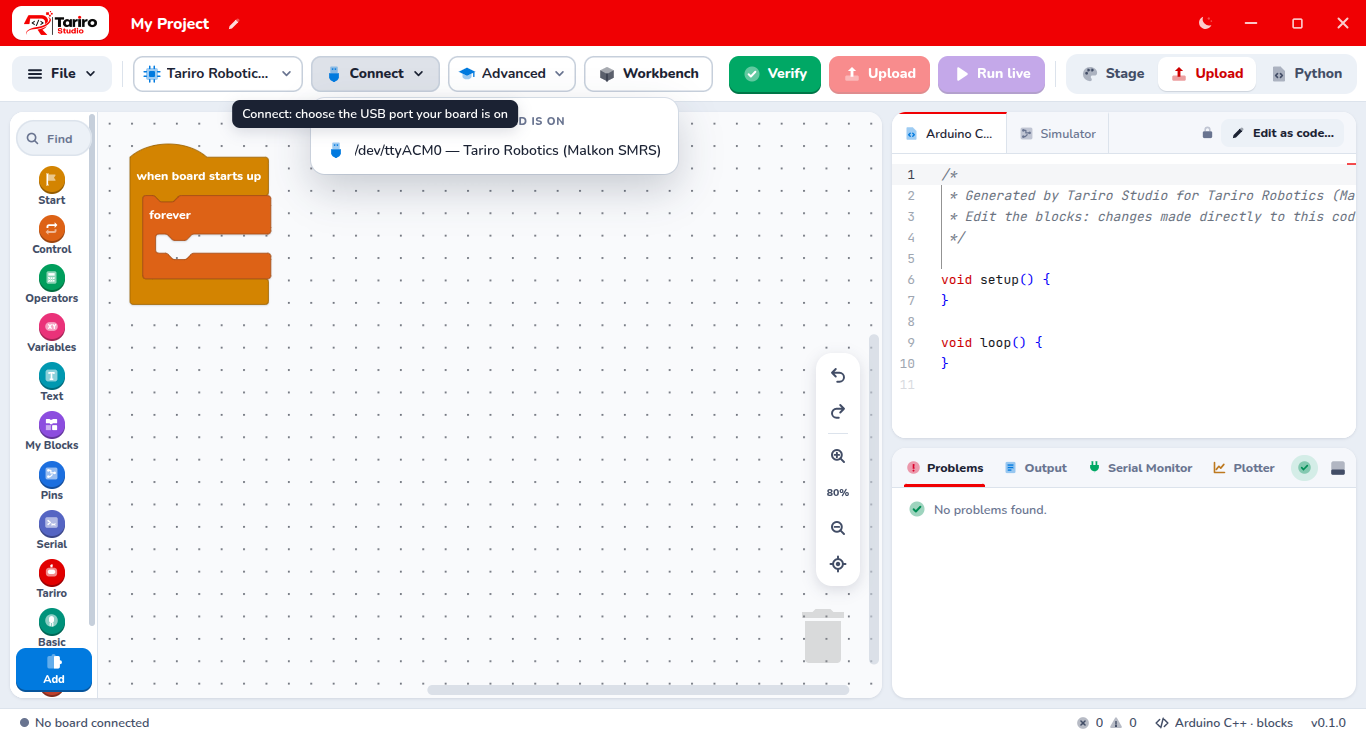 Tariro
Studio
My Project
File
Tariro Robotic...
Connect
Advanced
Workbench
Verify
Upload
Run live
Stage
Upload
Python
Connect: choose the USB port your board is on
D IS ON
/dev/ttyACM0 — Tariro Robotics (Malkon SMRS)
Find
Start
Control
Operators
Variables
Text
My Blocks
Pins
Serial
Tariro
Basic
Add
when board starts up
forever
80%
Arduino C...
Simulator
Edit as code...
1 /*
2 * Generated by Tariro Studio for Tariro Robotics (Ma
3 * Edit the blocks: changes made directly to this cod
4 */
5
6 void setup() {
7 }
8
9 void loop() {
10 }
11
Problems
Output
Serial Monitor
Plotter
No problems found.
No board connected
0
0
Arduino C++ · blocks
v0.1.0